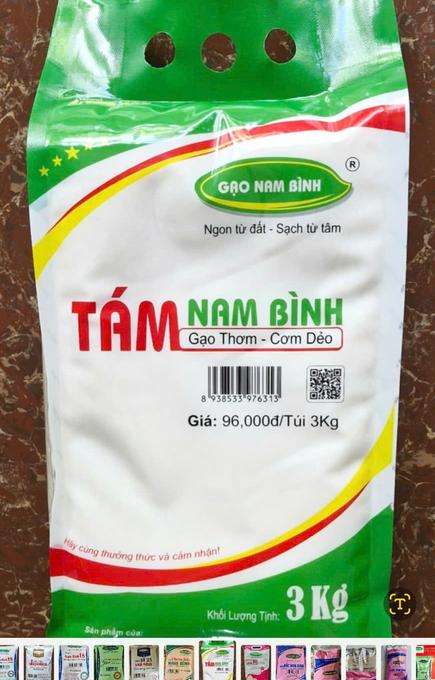 GẠO NAM BÌNH
®
Ngon từ đất - Sạch từ tâm
TÁM NAM BÌNH
Gạo Thơm - Cơm Dẻo
8 938533 976313
Giá: 96,000đ/Túi 3Kg
Hãy cùng thưởng thức và cảm nhận!
Khối Lượng Tịnh: 3 Kg
Sản phẩm của: